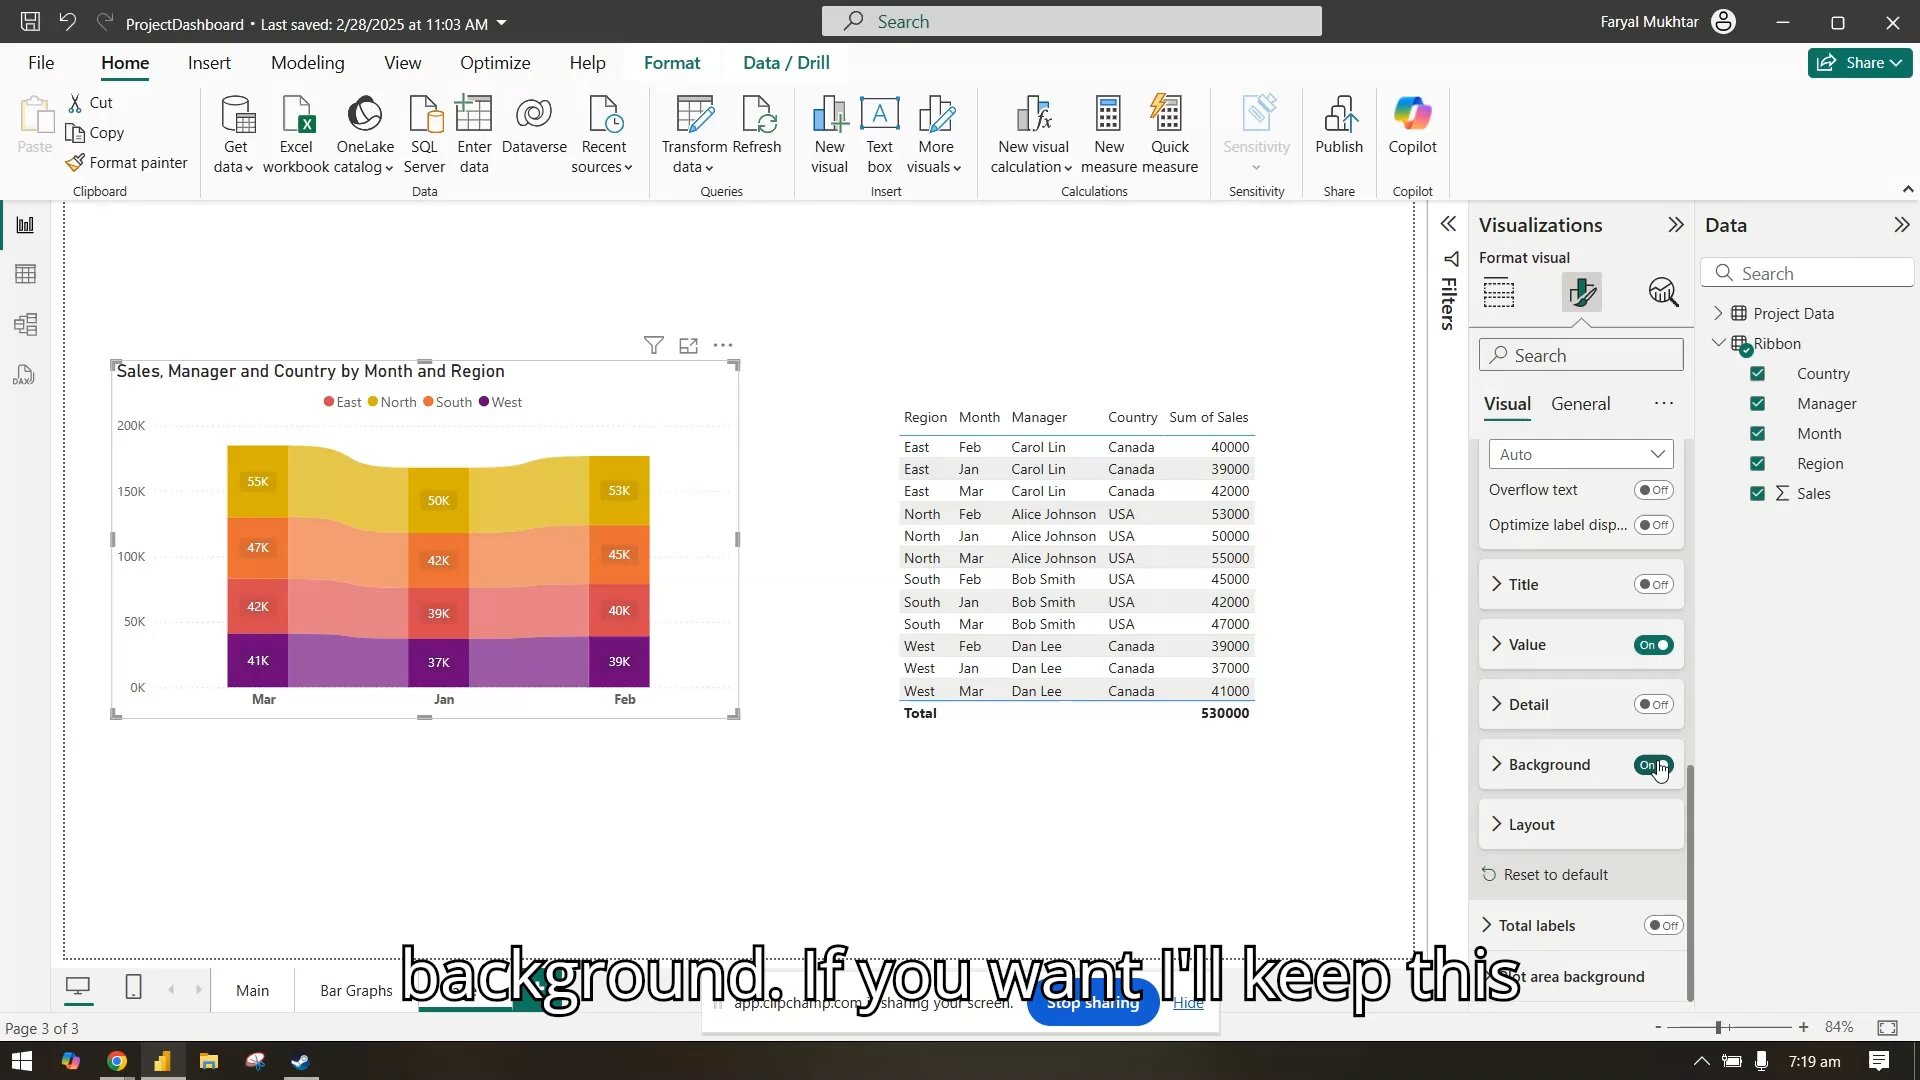 ProjectDashboard • Last saved: 2/28/2025 at 11:03 AM
Search
Faryal Mukhtar
File Home Insert Modeling View Optimize Help Format Data / Drill
Share
Paste
Cut
Copy
Format painter
Clipboard
Get data
Excel workbook
OneLake catalog
SQL Server
Enter data
Dataverse
Recent sources
Data
Transform data
Refresh
Queries
New visual
Text box
More visuals
Insert
New visual calculation
New measure
Quick measure
Calculations
Sensitivity
Sensitivity
Publish
Share
Copilot
Copilot
DAX
Sales, Manager and Country by Month and Region
East North South West
200K
150K
100K
50K
0K
55K 50K 53K
47K 42K 45K
42K 39K 40K
41K 37K 39K
Mar Jan Feb
Region Month Manager Country Sum of Sales
East Feb Carol Lin Canada 40000
East Jan Carol Lin Canada 39000
East Mar Carol Lin Canada 42000
North Feb Alice Johnson USA 53000
North Jan Alice Johnson USA 50000
North Mar Alice Johnson USA 55000
South Feb Bob Smith USA 45000
South Jan Bob Smith USA 42000
South Mar Bob Smith USA 47000
West Feb Dan Lee Canada 39000
West Jan Dan Lee Canada 37000
West Mar Dan Lee Canada 41000
Total 530000
Filters
Visualizations
Format visual
Search
Visual General
Auto
Overflow text Off
Optimize label disp... Off
Title Off
Value On
Detail Off
Background On
Layout
Reset to default
Total labels Off
Plot area background
Data
Search
Project Data
Ribbon
Country
Manager
Month
Region
Sales
background. If you want I'll keep this
Main
Bar Graphs
app.clipchamp.com is sharing your screen.
Stop sharing
Hide
Page 3 of 3
84%
7:19 am